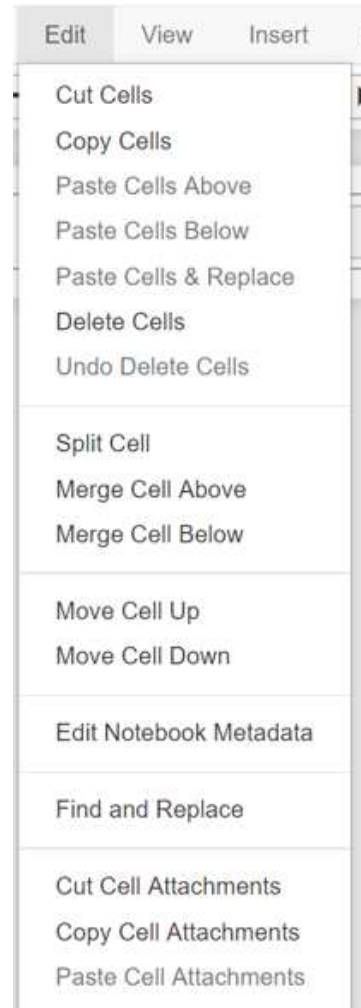 Edit View Insert
Cut Cells
Copy Cells
Paste Cells Above
Paste Cells Below
Paste Cells & Replace
Delete Cells
Undo Delete Cells
Split Cell
Merge Cell Above
Merge Cell Below
Move Cell Up
Move Cell Down
Edit Notebook Metadata
Find and Replace
Cut Cell Attachments
Copy Cell Attachments
Paste Cell Attachments